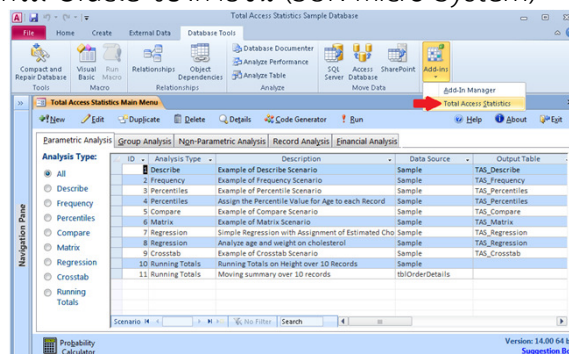 Total Access Statistics Sample Database
File Home Create External Data Database Tools
Compact and Repair Database
Visual Basic
Run Macro
Relationships
Object Dependencies
Database Documenter
Analyze Performance
Analyze Table
SQL Server
Access Database
SharePoint
Add-ins
Tools Macro Relationships Analyze Move Data
Add-In Manager
Total Access Statistics
Total Access Statistics Main Menu
New Edit Duplicate Delete Details Code Generator Run Help About Exit
Parametric Analysis Group Analysis Non-Parametric Analysis Record Analysis Financial Analysis
Analysis Type:
All
Describe
Frequency
Percentiles
Compare
Matrix
Regression
Crosstab
Running Totals
ID Analysis Type Description Data Source Output Table
1 Describe Example of Describe Scenario Sample TAS_Describe
2 Frequency Example of Frequency Scenario Sample TAS_Frequency
3 Percentiles Example of Percentile Scenario Sample TAS_Percentiles
4 Percentiles Assign the Percentile Value for Age to each Record Sample TAS_Percentiles
5 Compare Example of Compare Scenario Sample TAS_Compare
6 Matrix Example of Matrix Scenario Sample TAS_Matrix
7 Regression Simple Regression with Assignment of Estimated Cho Sample TAS_Regression
8 Regression Analyze age and weight on cholesterol Sample TAS_Regression
9 Crosstab Example of Crosstab Scenario Sample TAS_Crosstab
10 Running Totals Running Totals on Height over 10 Records Sample
11 Running Totals Moving summary over 10 records tblOrderDetails
Scenario No Filter Search
Navigation Pane
Probability Calculator
Version: 14.00 64 b
Suggestion Bo